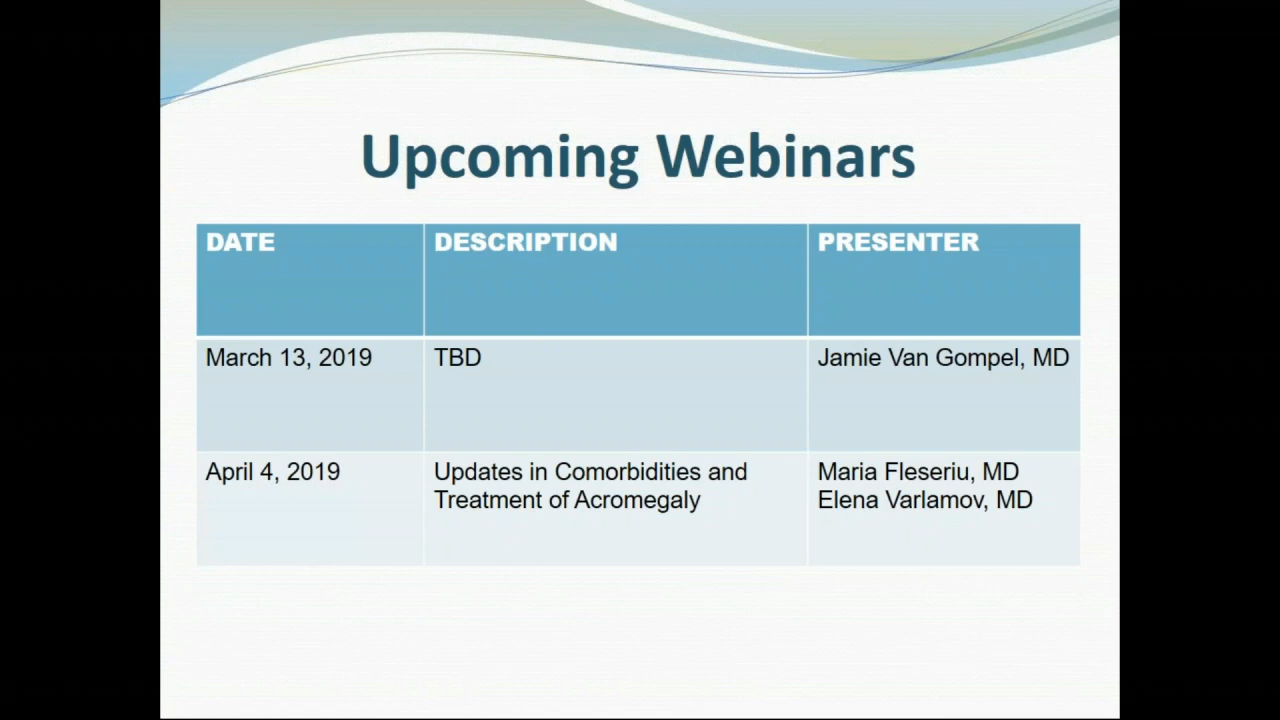 Upcoming Webinars
DATE DESCRIPTION PRESENTER
March 13, 2019 TBD Jamie Van Gompel, MD
April 4, 2019 Updates in Comorbidities and Maria Fleseriu, MD
Treatment of Acromegaly Elena Varlamov, MD